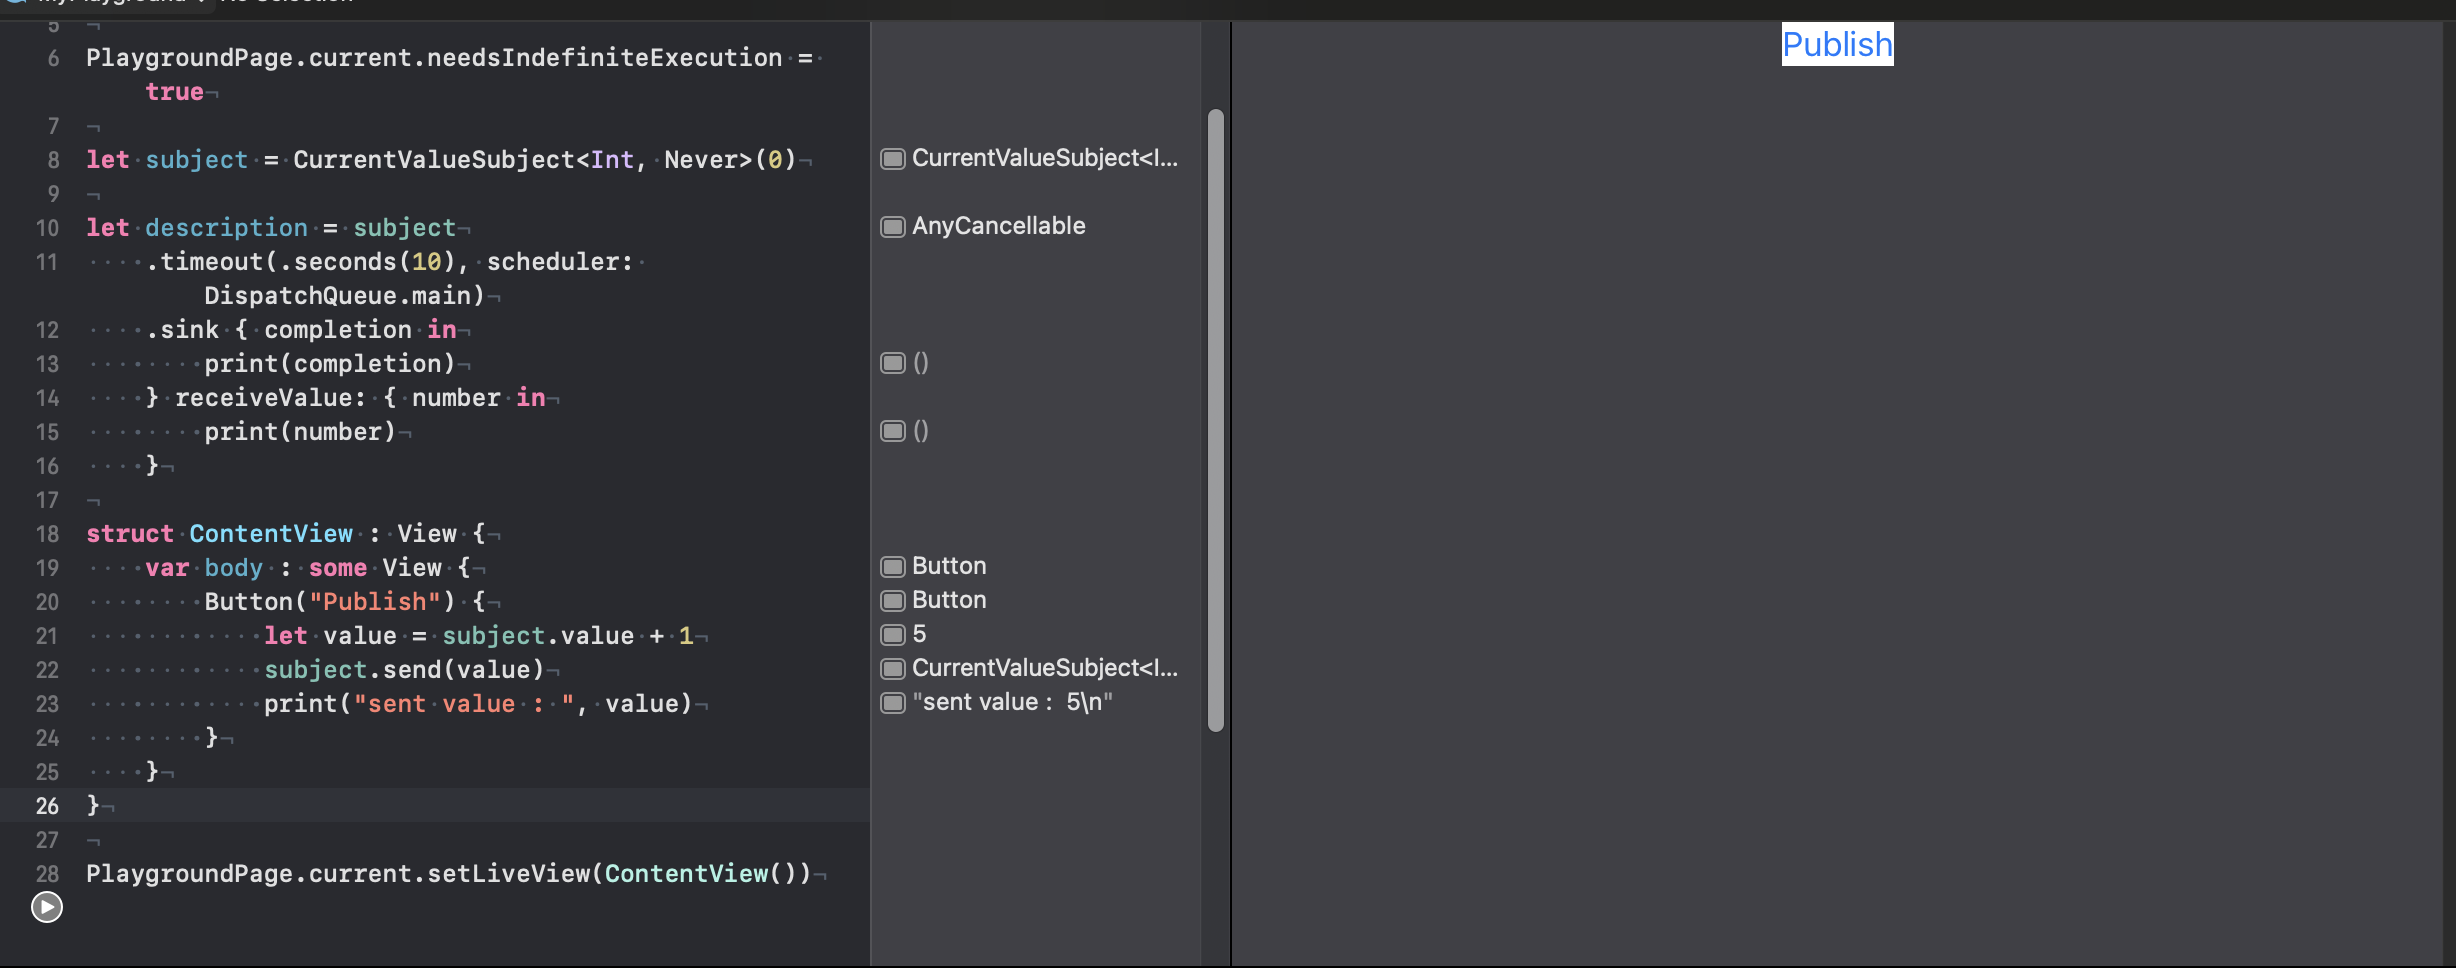 5
6 PlaygroundPage.current.needsIndefiniteExecution =
true
7
8 let subject = CurrentValueSubject<Int, Never>(0)
CurrentValueSubject<I...
9
10 let description = subject
AnyCancellable
11 .timeout(.seconds(10), scheduler:
DispatchQueue.main)
12 .sink { completion in
13 print(completion)
()
14 } receiveValue: { number in
15 print(number)
()
16 }
17
18 struct ContentView : View {
19 var body : some View {
Button
20 Button("Publish") {
Button
21 let value = subject.value + 1
5
22 subject.send(value)
CurrentValueSubject<I...
23 print("sent value : ", value)
"sent value :  5\n"
24 }
25 }
26 }
27
28 PlaygroundPage.current.setLiveView(ContentView())
Publish